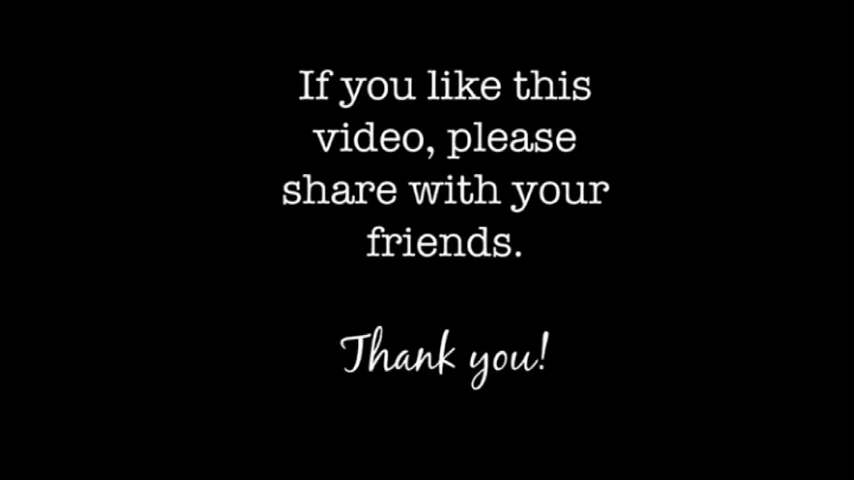 If you like this
video, please
share with your
friends.
Thank you!